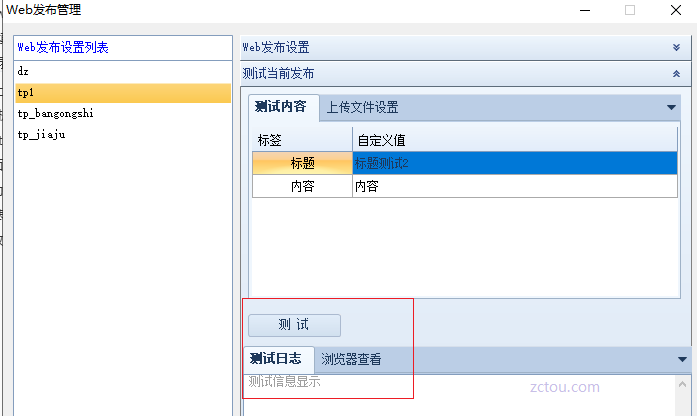 Web发布管理
Web发布设置列表
dz
tp1
tp_bangongshi
tp_jiaju
Web发布设置
测试当前发布
测试内容 上传文件设置
标签 自定义值
标题 标题测试2
内容 内容
测 试
测试日志 浏览器查看
测试信息显示
zctou.com